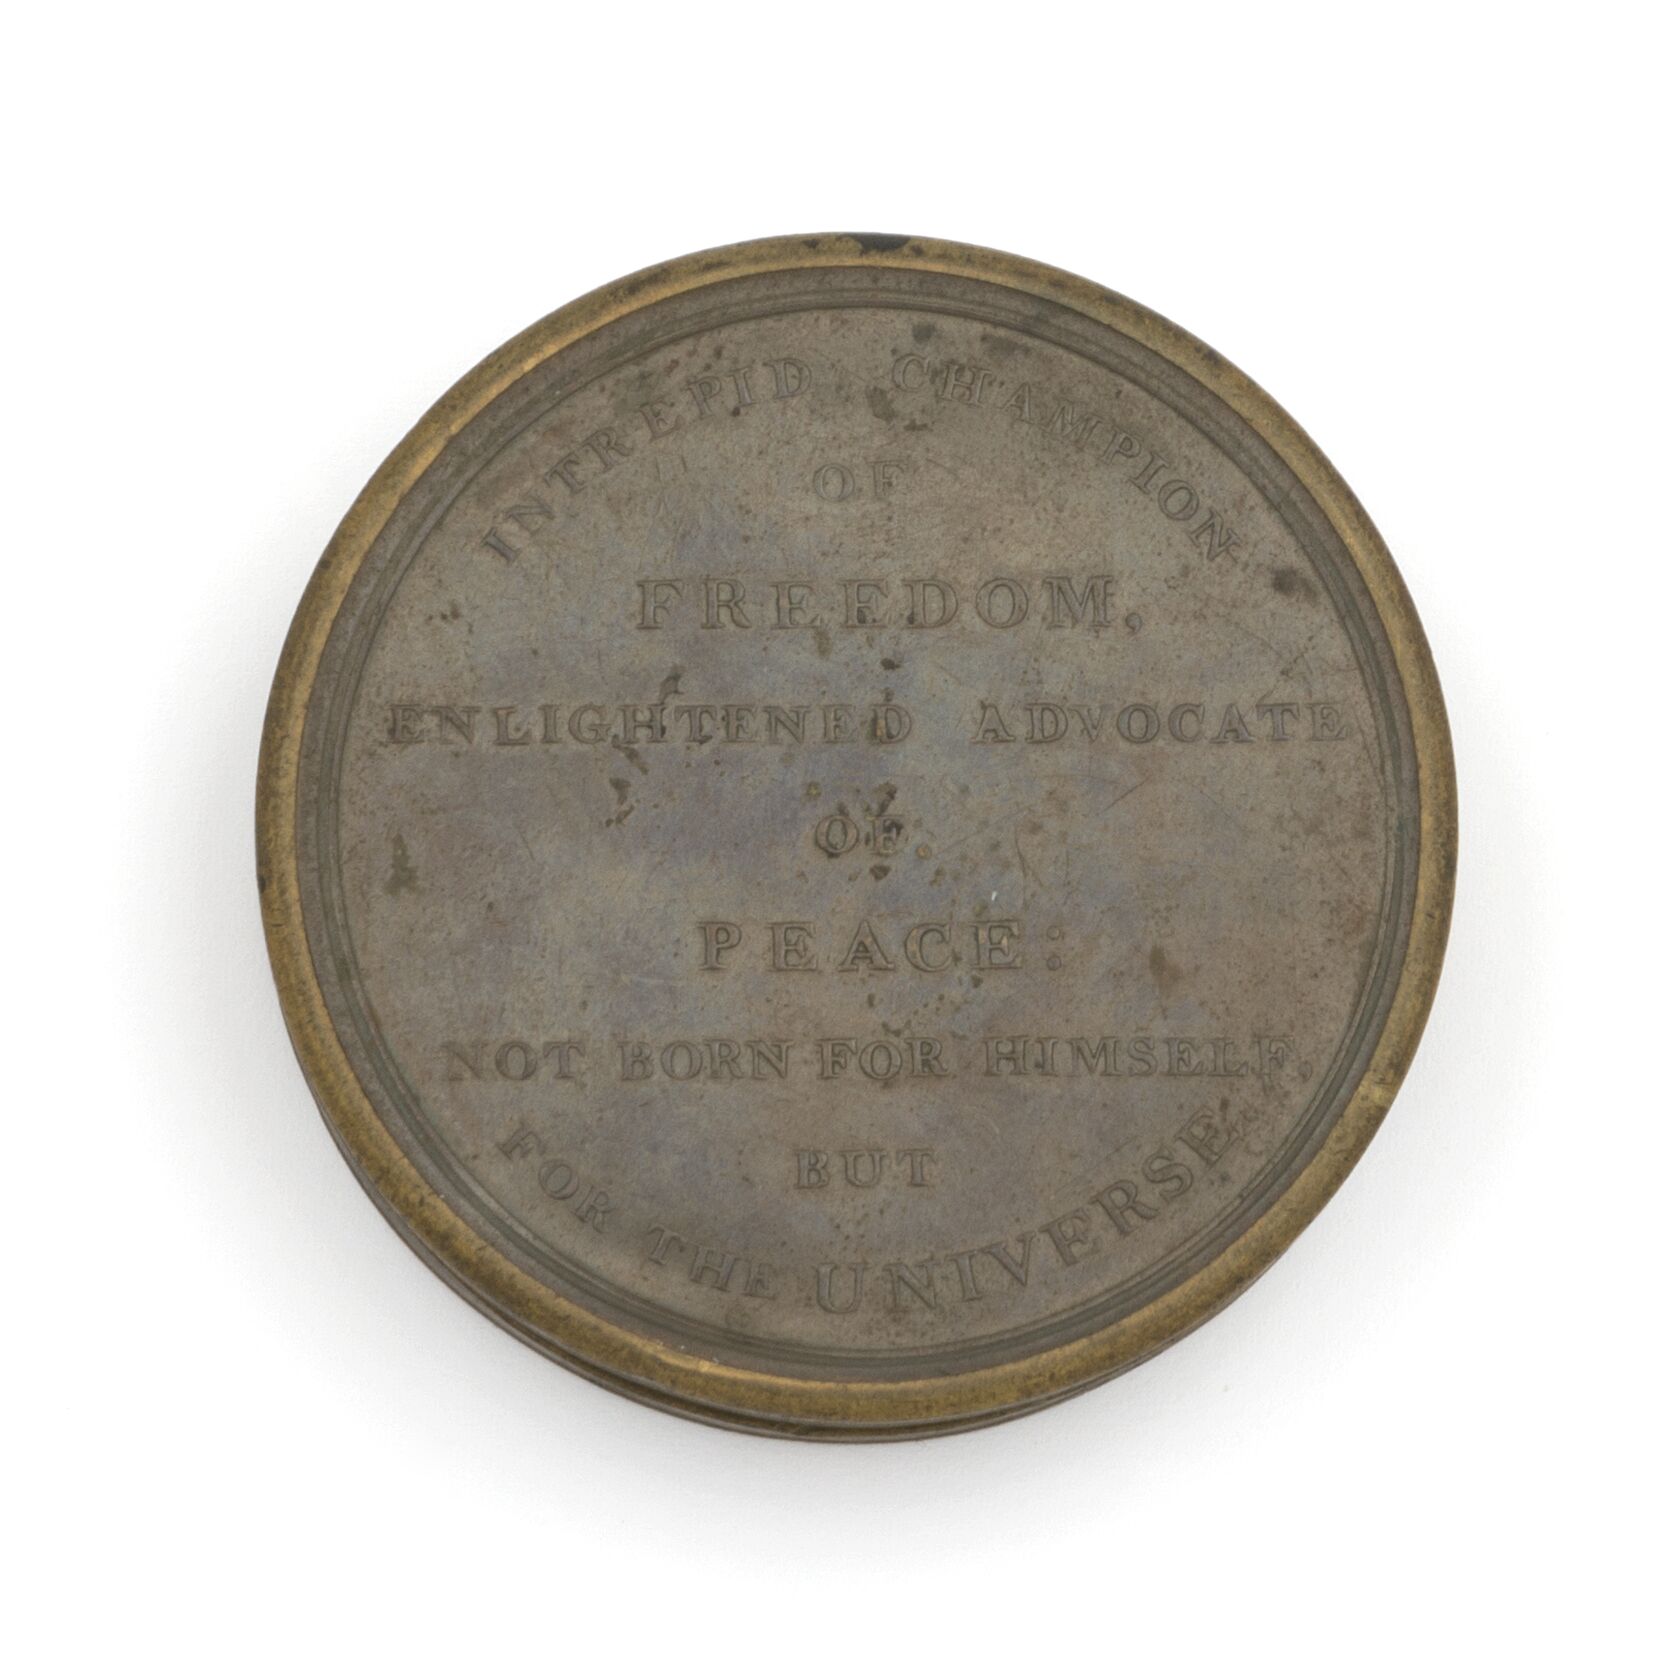 INTREPID CHAMPION
OF
FREEDOM,
ENLIGHTENED ADVOCATE
OF
PEACE:
NOT BORN FOR HIMSELF,
BUT
FOR THE UNIVERSE.